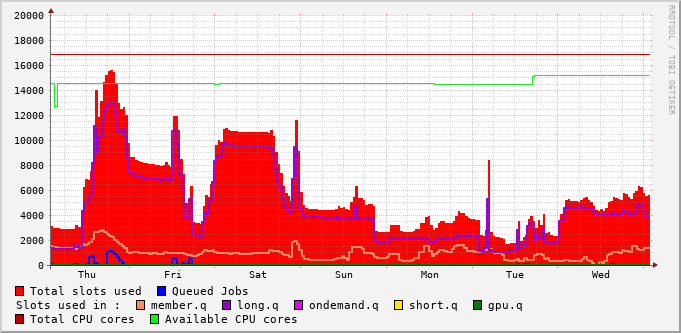 20000
18000
16000
14000
12000
10000
8000
6000
4000
2000
0
Thu Fri Sat Sun Mon Tue Wed
RRDTOOL / TOBI OETIKER
Total slots used Queued Jobs
Slots used in : member.q long.q ondemand.q short.q gpu.q
Total CPU cores Available CPU cores